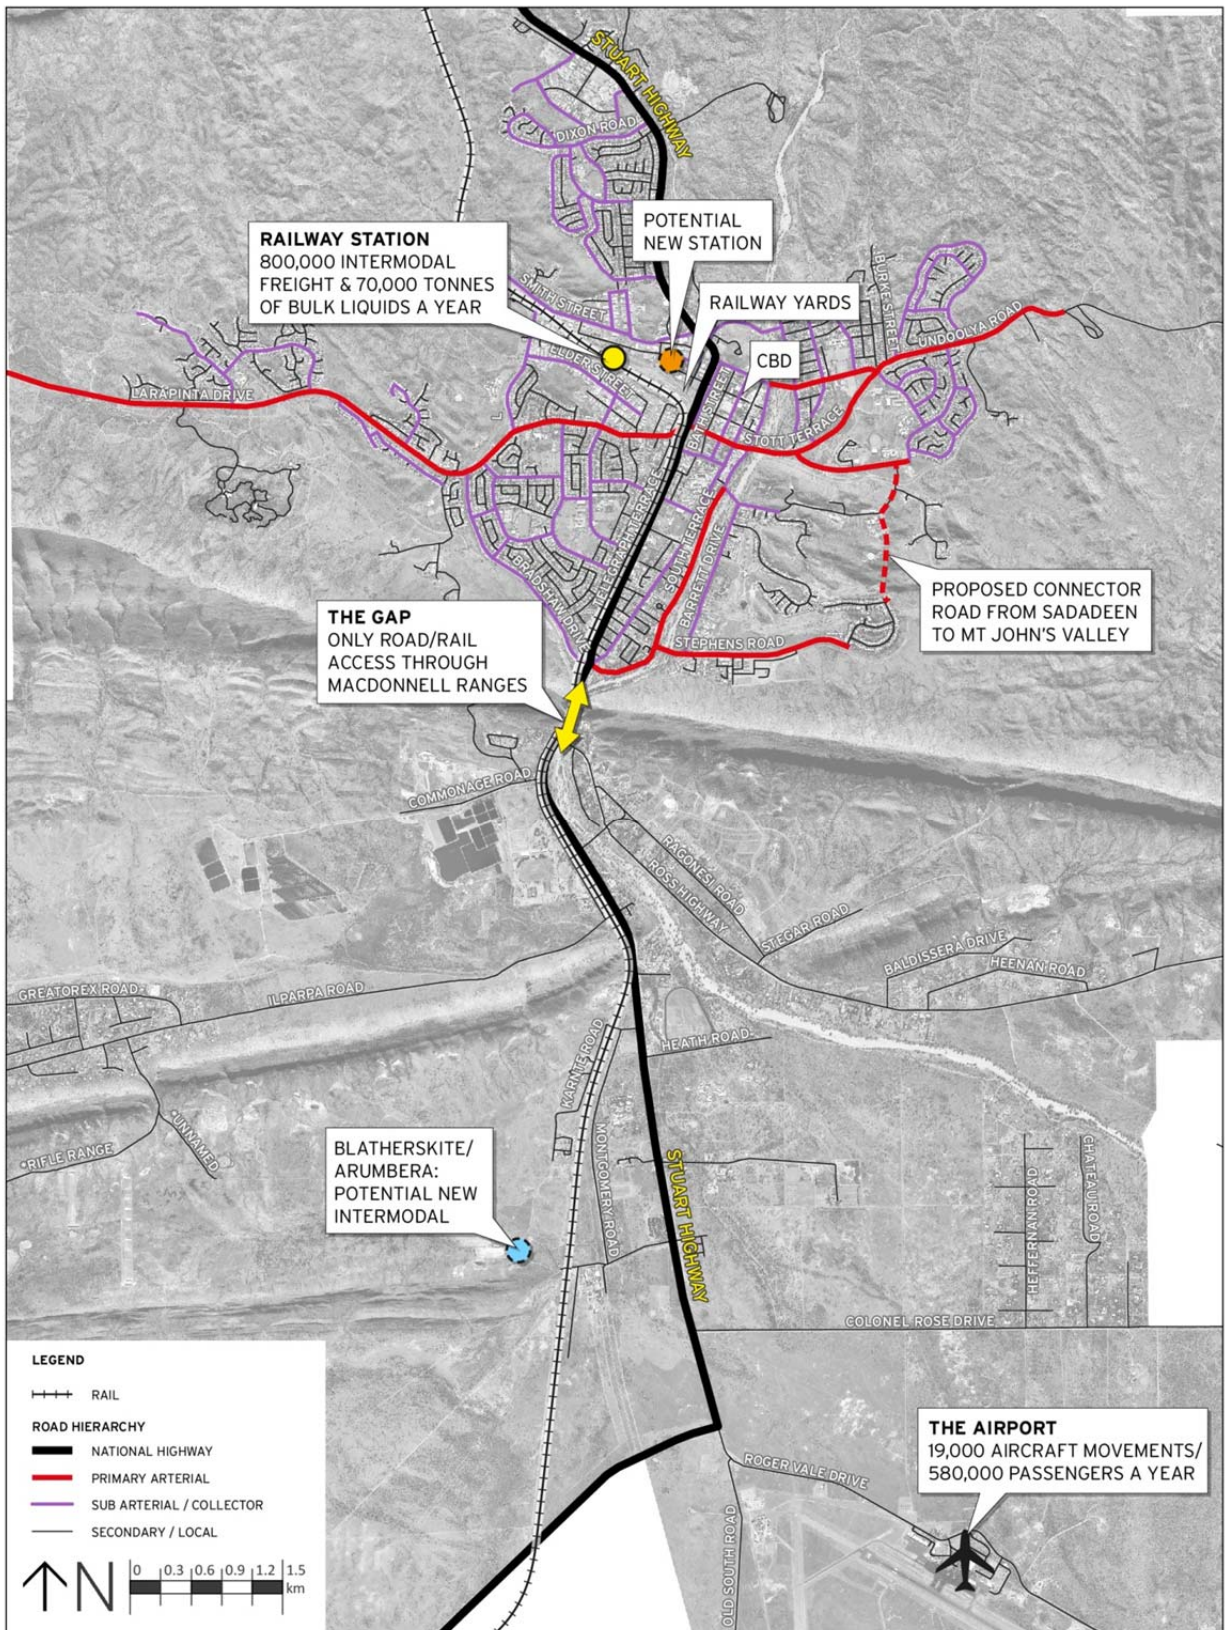 STUART HIGHWAY
DIXON ROAD
POTENTIAL
NEW STATION
RAILWAY STATION
800,000 INTERMODAL
FREIGHT & 70,000 TONNES
OF BULK LIQUIDS A YEAR
SMITH STREET
RAILWAY YARDS
BURKE STREET
UNDOOLYA ROAD
ELDER STREET
CBD
LARAPINTA DRIVE
L
BATH STREET
STOTT TERRACE
TELEGRAPH TERRACE
SOUTH TERRACE
BARRETT DRIVE
BRADSHAW DRIVE
PROPOSED CONNECTOR
ROAD FROM SADADEEN
TO MT JOHN'S VALLEY
THE GAP
ONLY ROAD/RAIL
ACCESS THROUGH
MACDONNELL RANGES
STEPHENS ROAD
COMMONAGE ROAD
RAGONESI ROAD
ROSS HIGHWAY
STEGAR ROAD
BALDISSERA DRIVE
HEENAN ROAD
GREATOREX ROAD
ILPARPA ROAD
HEATH ROAD
KARNTE ROAD
*UNNAMED
*RIFLE RANGE
BLATHERSKITE/
ARUMBERA:
POTENTIAL NEW
INTERMODAL
MONTGOMERY ROAD
STUART HIGHWAY
HEFFERNAN ROAD
CHATEAU ROAD
COLONEL ROSE DRIVE
LEGEND
RAIL
ROAD HIERARCHY
NATIONAL HIGHWAY
PRIMARY ARTERIAL
SUB ARTERIAL / COLLECTOR
SECONDARY / LOCAL
N
0 0.3 0.6 0.9 1.2 1.5
km
THE AIRPORT
19,000 AIRCRAFT MOVEMENTS/
580,000 PASSENGERS A YEAR
ROGER VALE DRIVE
OLD SOUTH ROAD